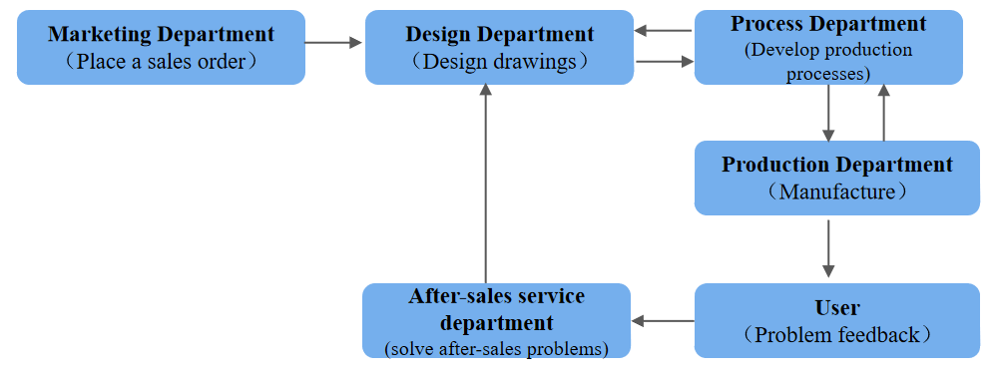 Marketing Department
（Place a sales order）
Design Department
（Design drawings）
Process Department
(Develop production
processes)
Production Department
（Manufacture）
User
（Problem feedback）
After-sales service
department
(solve after-sales problems)